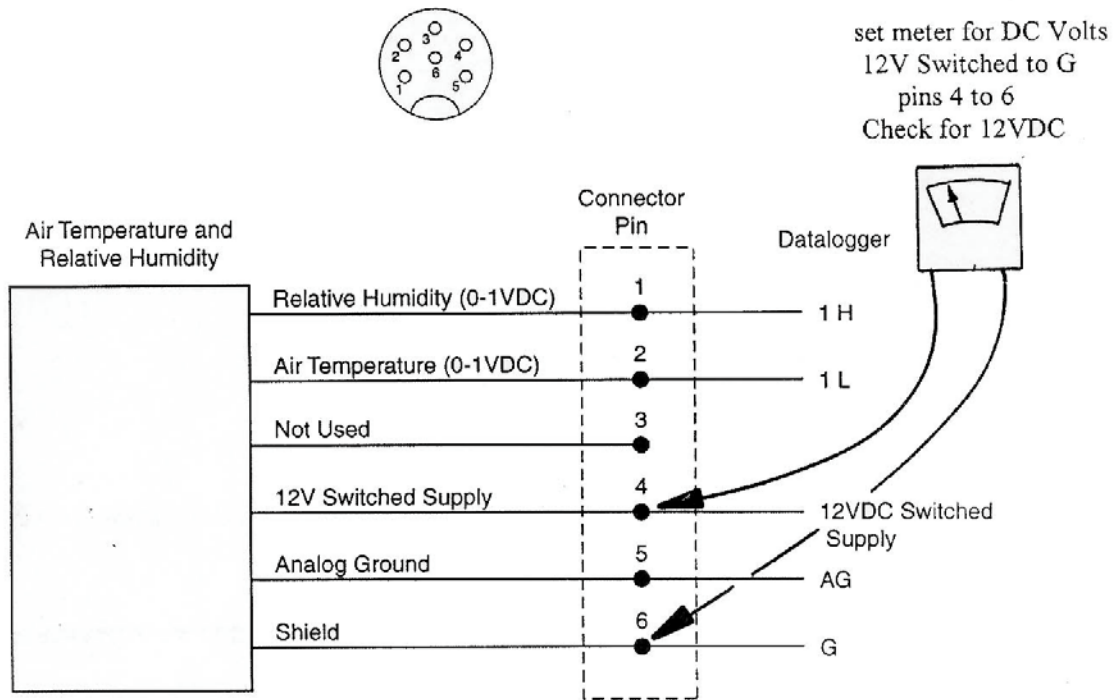 3
2
4
6
1
5
set meter for DC Volts
12V Switched to G
pins 4 to 6
Check for 12VDC
Connector
Pin
Air Temperature and
Relative Humidity
Datalogger
Relative Humidity (0-1VDC)
1
1 H
Air Temperature (0-1VDC)
2
1 L
Not Used
3
12V Switched Supply
4
12VDC Switched
Supply
Analog Ground
5
AG
Shield
6
G